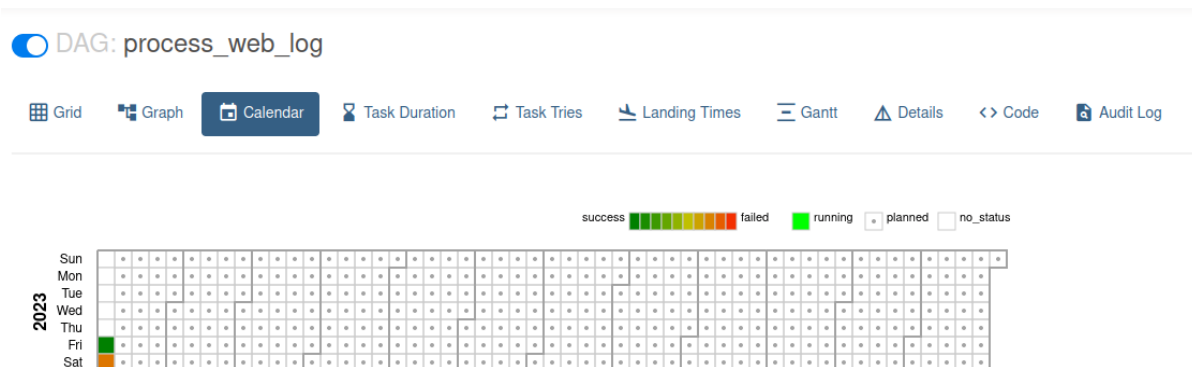 DAG: process_web_log
Grid Graph Calendar Task Duration Task Tries Landing Times Gantt Details <> Code Audit Log
success failed running planned no_status
2023
Sun
Mon
Tue
Wed
Thu
Fri
Sat